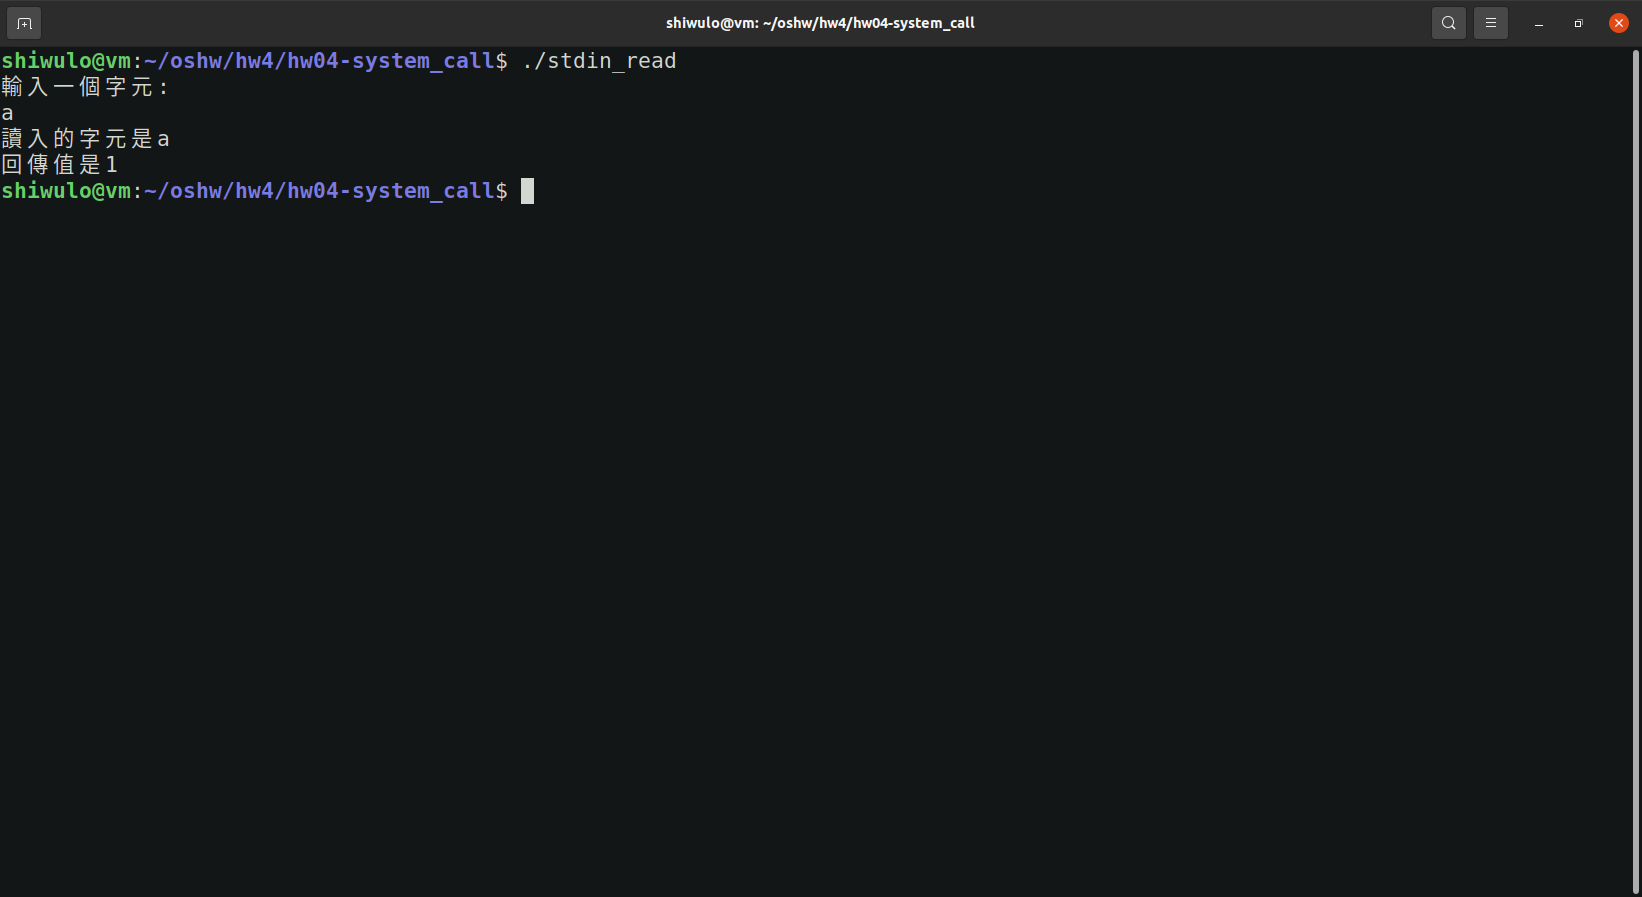 shiwulo@vm: ~/oshw/hw4/hw04-system_call
shiwulo@vm:~/oshw/hw4/hw04-system_call$ ./stdin_read
輸入一個字元:
a
讀入的字元是a
回傳值是1
shiwulo@vm:~/oshw/hw4/hw04-system_call$